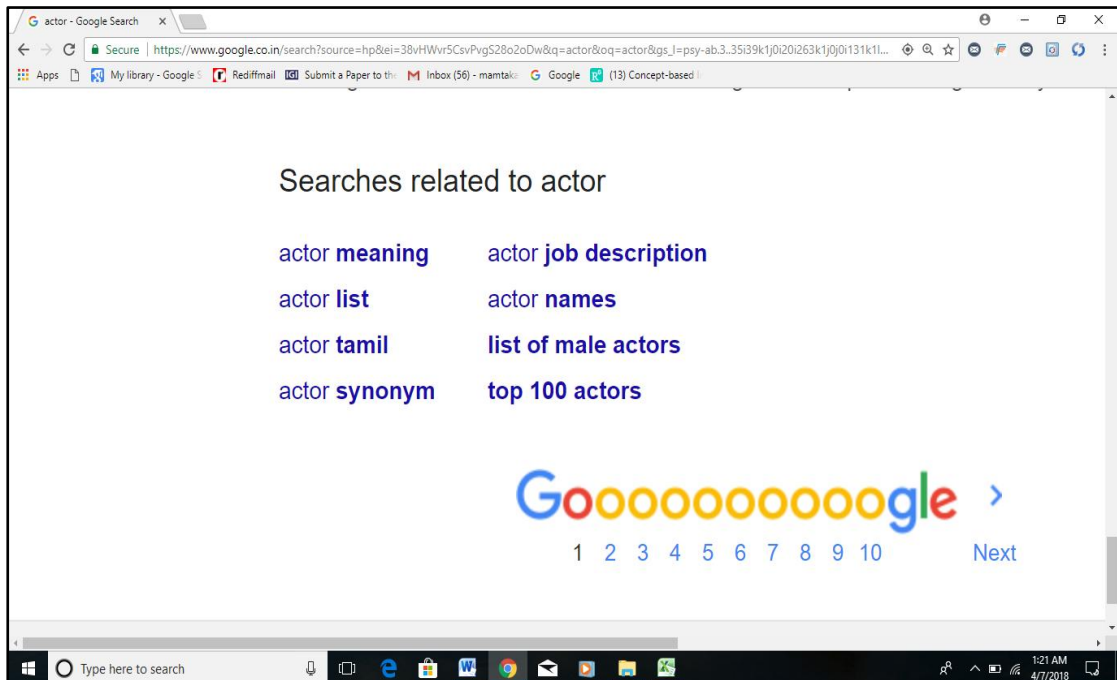 actor - Google Search
Secure | https://www.google.co.in/search?source=hp&ei=38vHWvr5CsvPvgS28o2oDw&q=actor&oq=actor&gs_l=psy-ab.3..35i39k1j0i20i263k1j0j0i131k1l...
Apps My library - Google S Rediffmail IGI Submit a Paper to the Inbox (56) - mamtaka Google (13) Concept-based I
Searches related to actor
actor meaning actor job description
actor list actor names
actor tamil list of male actors
actor synonym top 100 actors
Goooooooooogle
1 2 3 4 5 6 7 8 9 10 Next
Type here to search
1:21 AM
4/7/2018